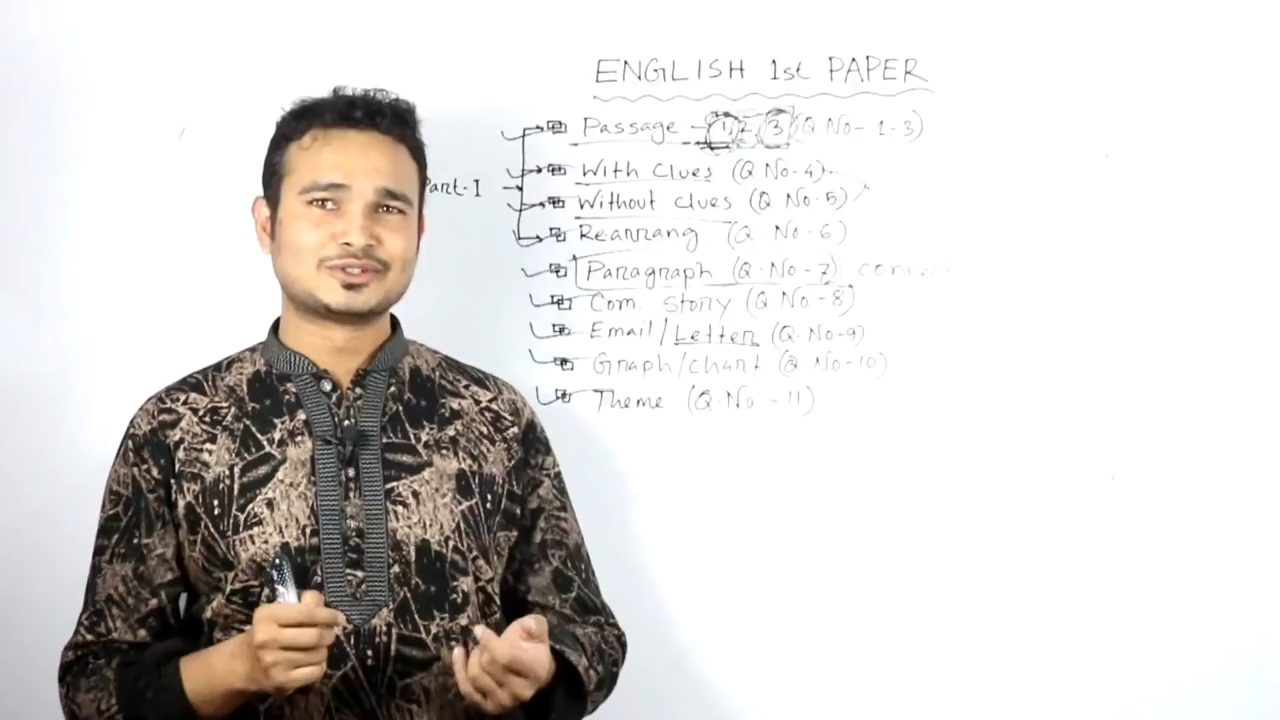 ENGLISH 1st PAPER
Passage - 1, 2, 3 (Q No- 1-3)
With Clues (Q No-4)
Part-I
Without clues (Q No-5)
Rearrang (Q. No. 6)
Paragraph (Q. No-7)
Com. story (Q No-8)
Email/Letter (Q. No-9)
Graph/chart (Q No-10)
Theme (Q. No - 11)